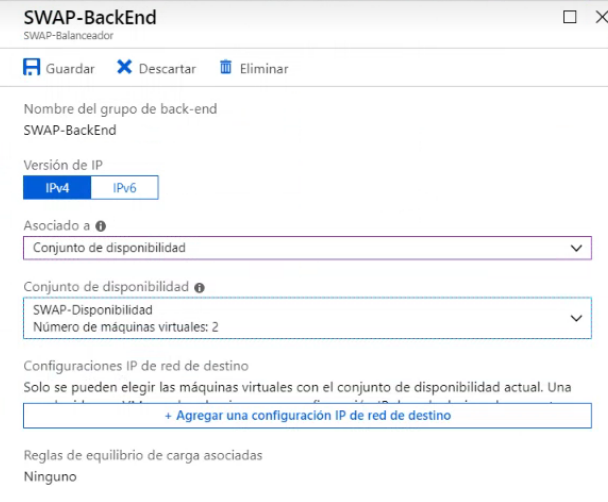 SWAP-BackEnd
SWAP-Balanceador
Guardar
Descartar
Eliminar
Nombre del grupo de back-end
SWAP-BackEnd
Versión de IP
IPv4
IPv6
Asociado a
Conjunto de disponibilidad
Conjunto de disponibilidad
SWAP-Disponibilidad
Número de máquinas virtuales: 2
Configuraciones IP de red de destino
Solo se pueden elegir las máquinas virtuales con el conjunto de disponibilidad actual. Una
+ Agregar una configuración IP de red de destino
Reglas de equilibrio de carga asociadas
Ninguno